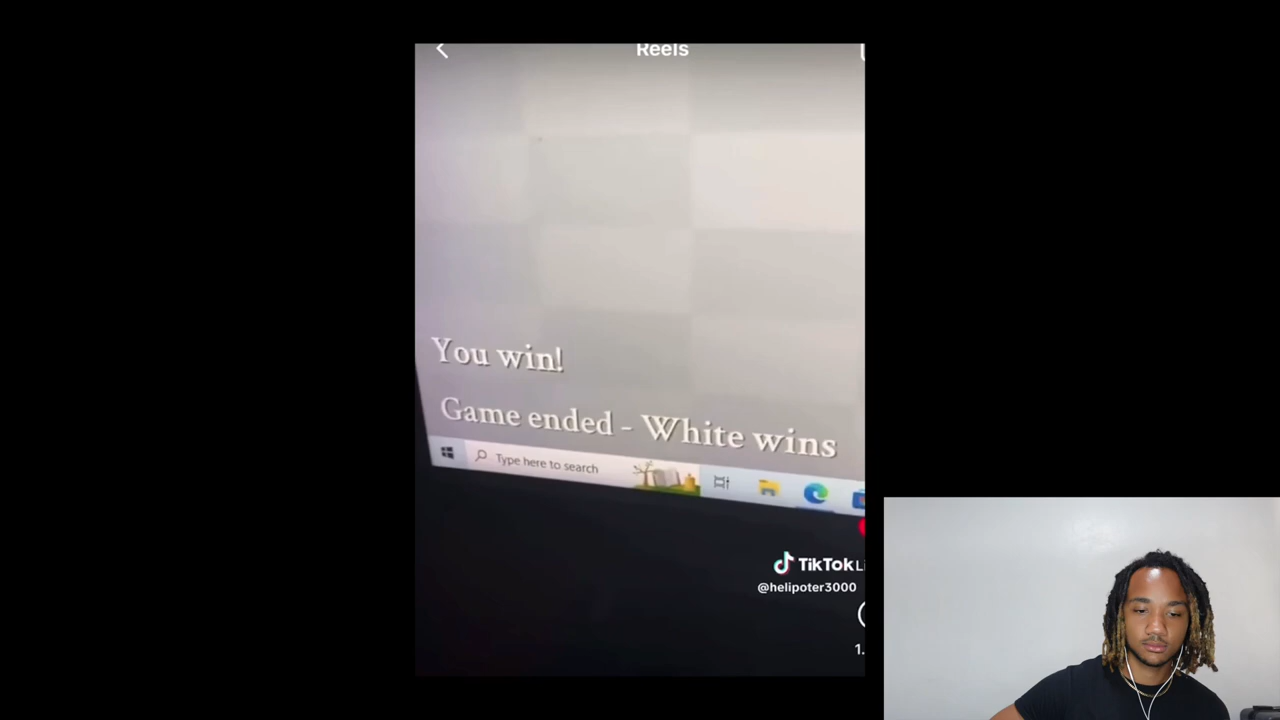 Reels
You win!
Game ended - White wins
Type here to search
TikTok
@helipoter3000